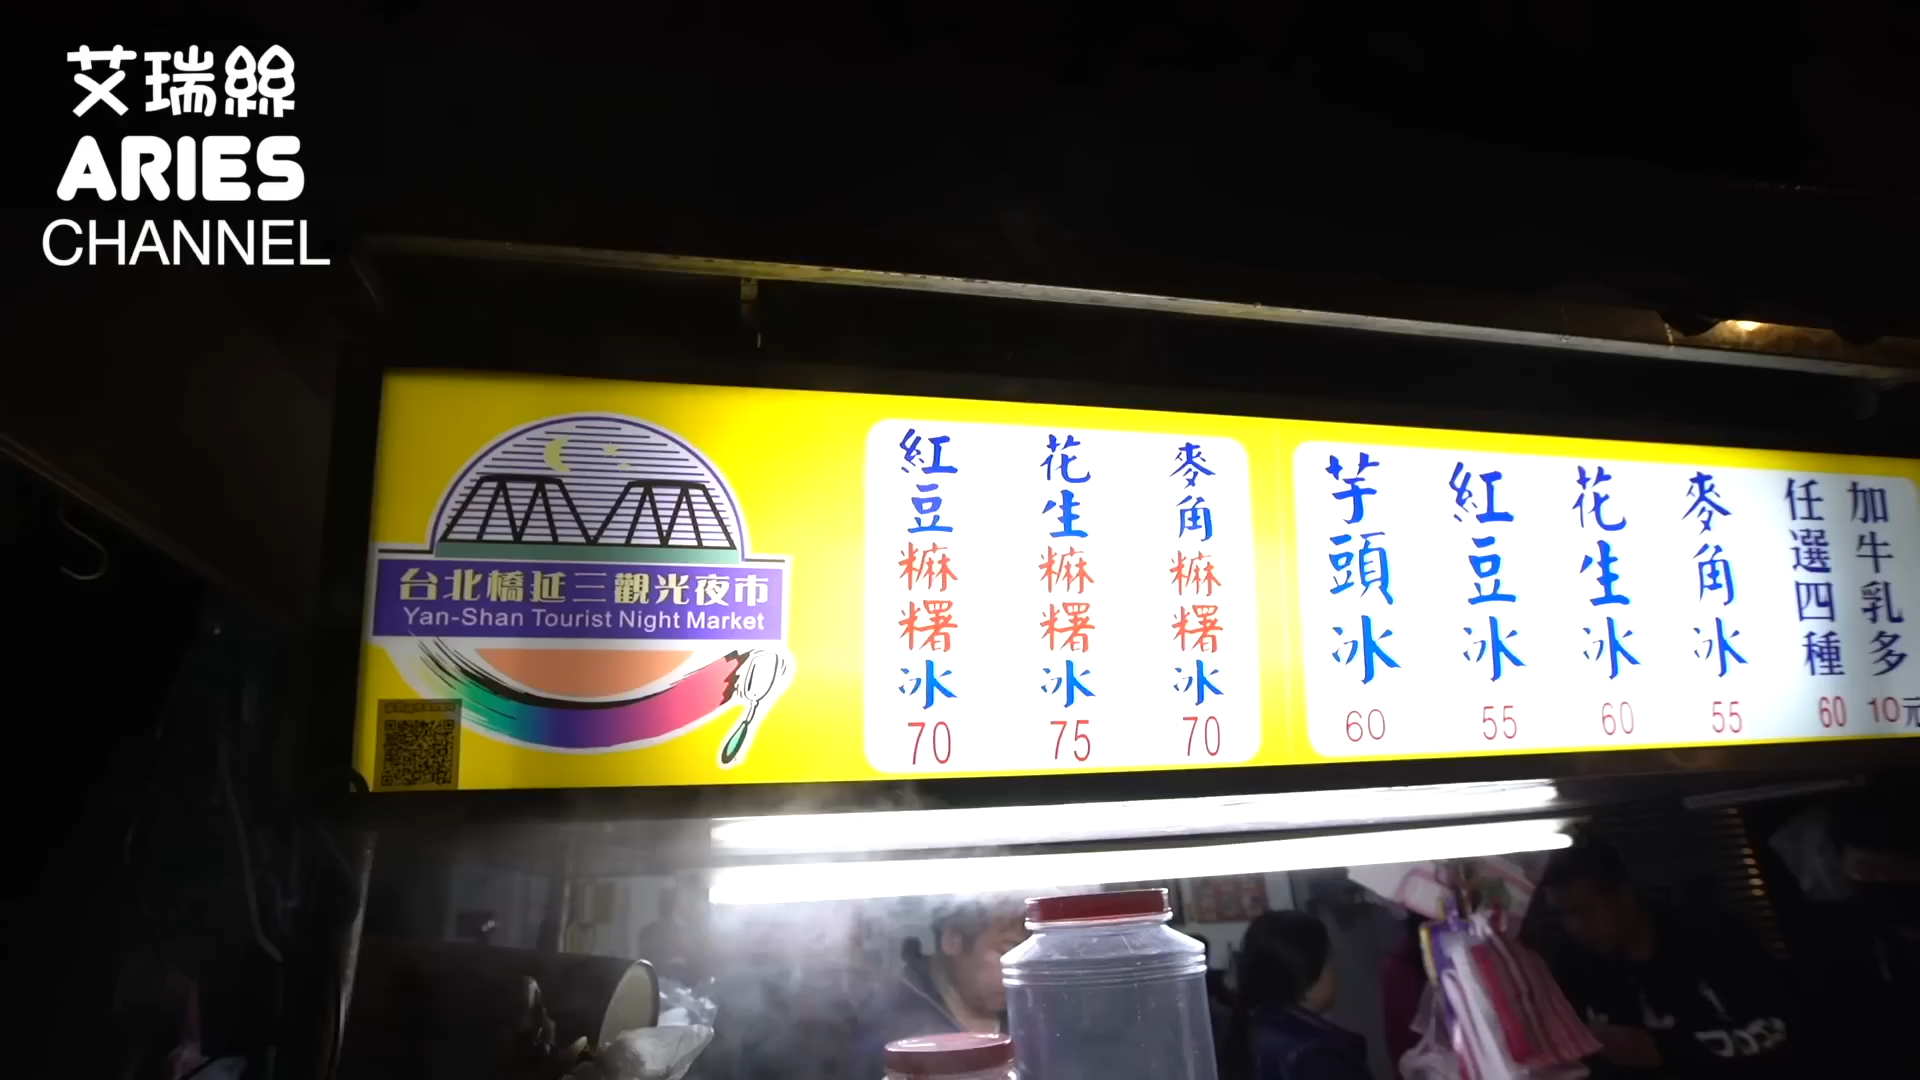 艾瑞絲
ARIES
CHANNEL
台北橋延三觀光夜市
Yan-Shan Tourist Night Market
紅豆糒糬冰
70
花生糒糬冰
75
麥角糒糬冰
70
芋頭冰
60
紅豆冰
55
花生冰
60
麥角冰
55
任選四種
60
加牛乳多
10元